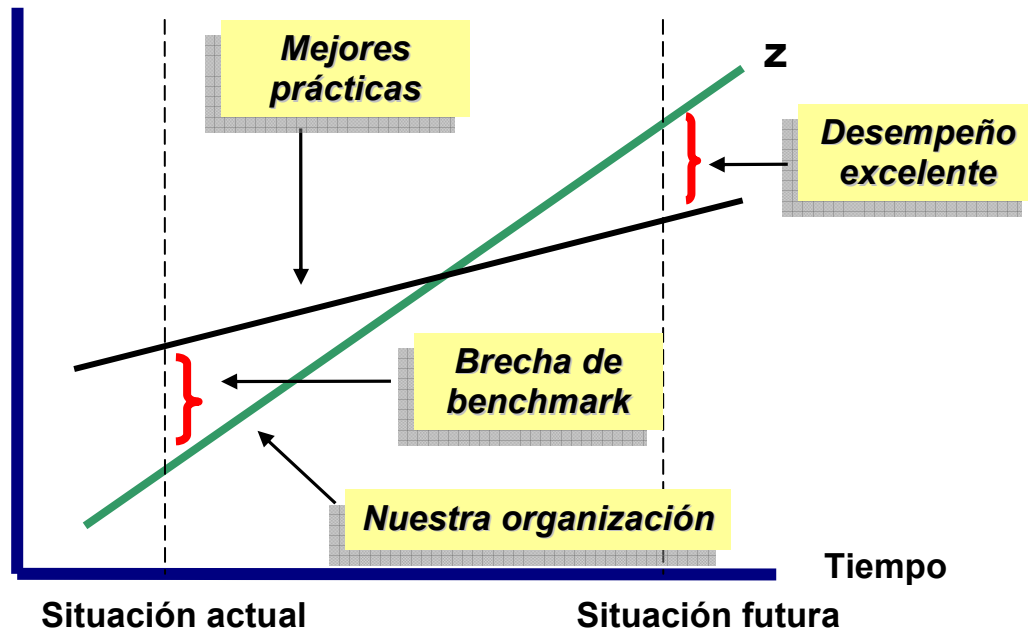 Mejores
prácticas
z
Desempeño
excelente
Brecha de
benchmark
Nuestra organización
Tiempo
Situación actual
Situación futura